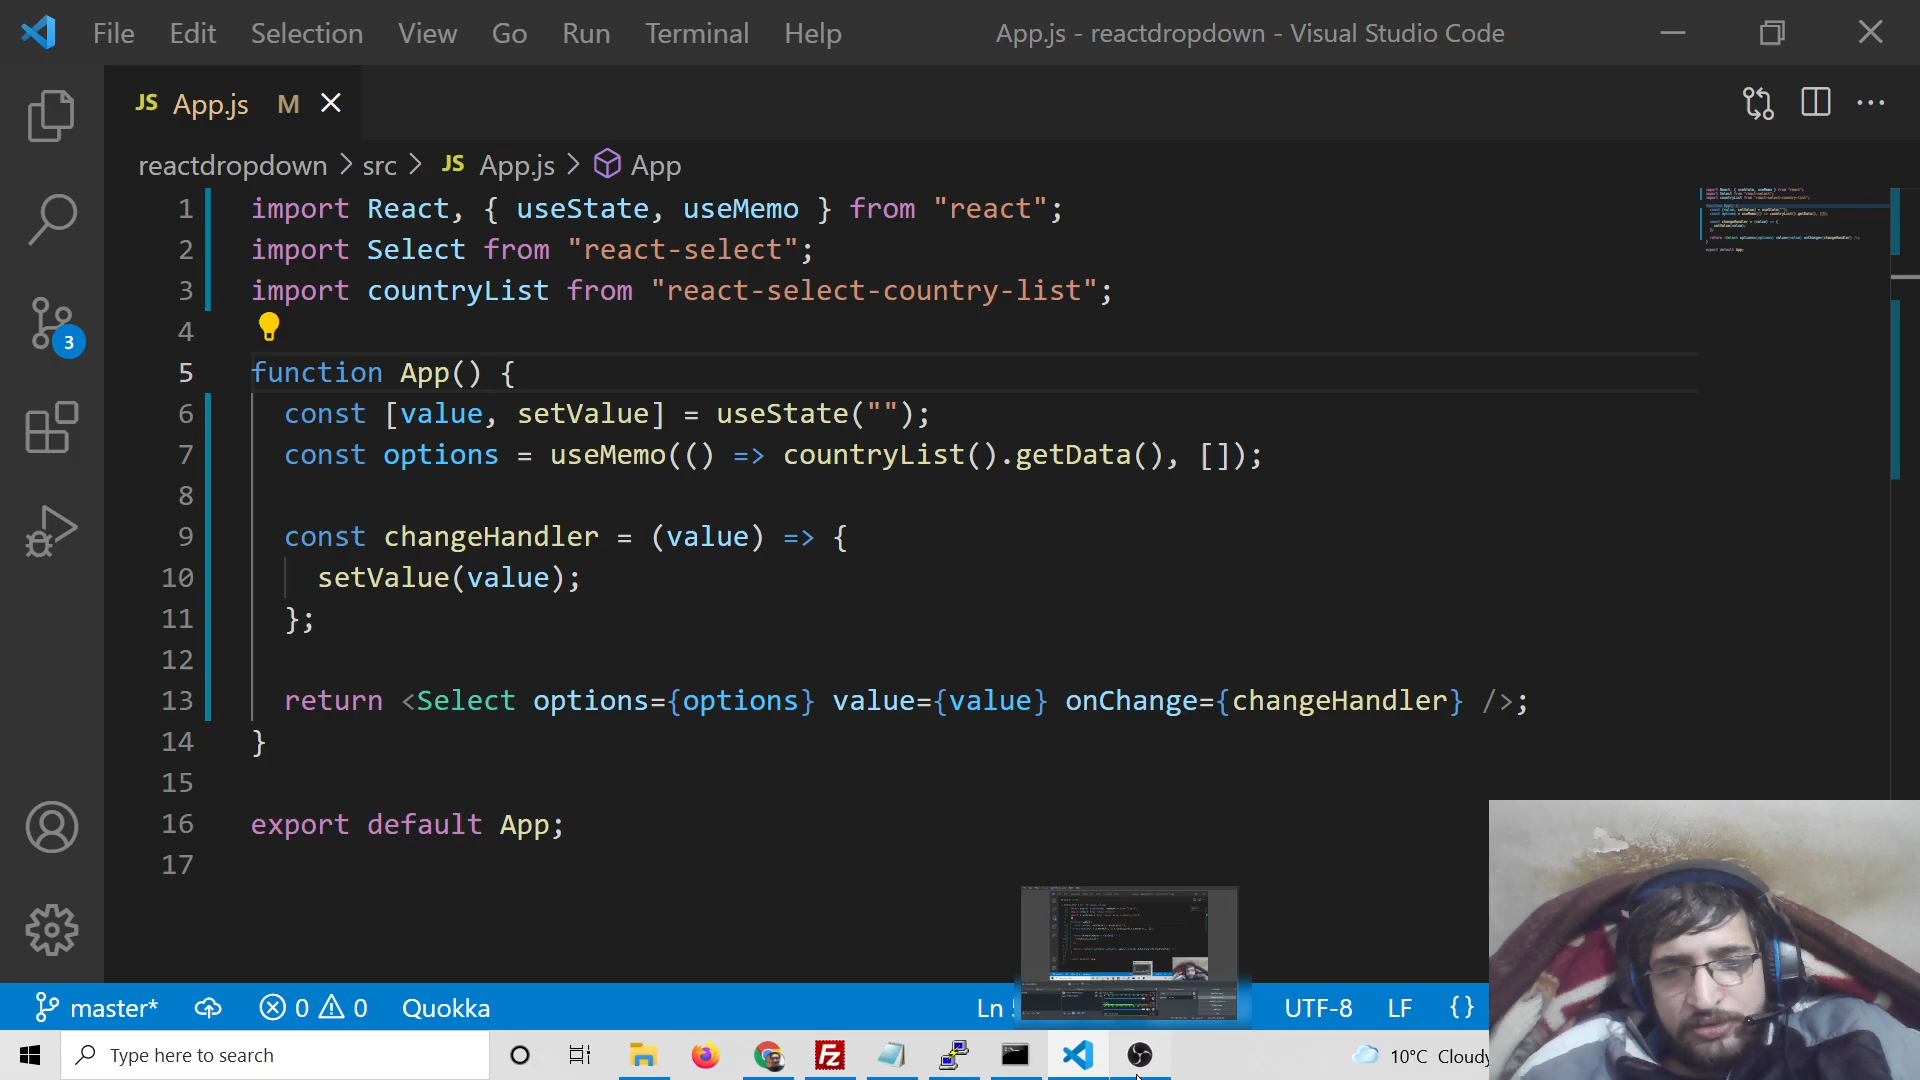 File Edit Selection View Go Run Terminal Help App.js - reactdropdown - Visual Studio Code
JS App.js M
reactdropdown > src > JS App.js > App
1 import React, { useState, useMemo } from "react";
2 import Select from "react-select";
3 import countryList from "react-select-country-list";
4
5 function App() {
6 const [value, setValue] = useState("");
7 const options = useMemo(() => countryList().getData(), []);
8
9 const changeHandler = (value) => {
10 setValue(value);
11 };
12
13 return <Select options={options} value={value} onChange={changeHandler} />;
14 }
15
16 export default App;
17
3
master* 0 0 Quokka Ln UTF-8 LF {}
Type here to search 10°C Cloudy